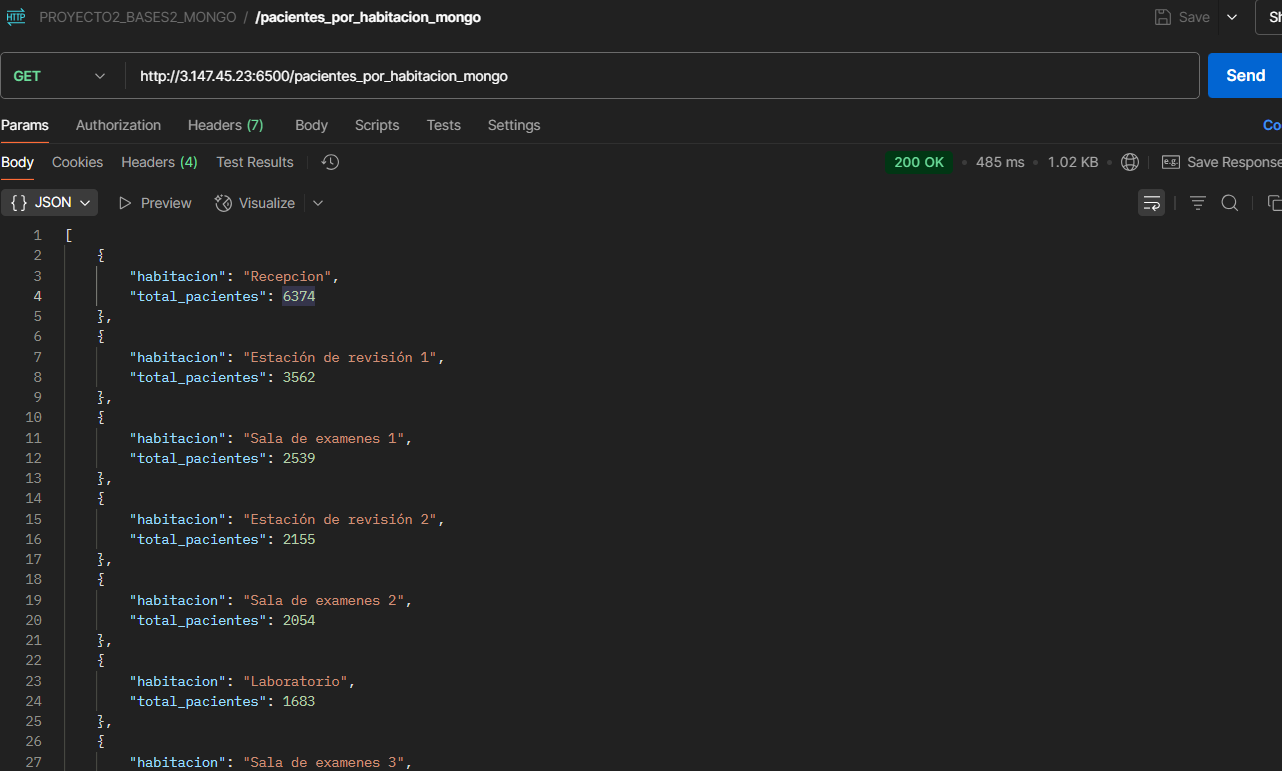 HTTP PROYECTO2_BASES2_MONGO / /pacientes_por_habitacion_mongo Save Sh
GET http://3.147.45.23:6500/pacientes_por_habitacion_mongo Send
Params Authorization Headers (7) Body Scripts Tests Settings Co
Body Cookies Headers (4) Test Results 200 OK • 485 ms • 1.02 KB • e.g. Save Response
{} JSON Preview Visualize
1 [
2 {
3 "habitacion": "Recepcion",
4 "total_pacientes": 6374
5 },
6 {
7 "habitacion": "Estación de revisión 1",
8 "total_pacientes": 3562
9 },
10 {
11 "habitacion": "Sala de examenes 1",
12 "total_pacientes": 2539
13 },
14 {
15 "habitacion": "Estación de revisión 2",
16 "total_pacientes": 2155
17 },
18 {
19 "habitacion": "Sala de examenes 2",
20 "total_pacientes": 2054
21 },
22 {
23 "habitacion": "Laboratorio",
24 "total_pacientes": 1683
25 },
26 {
27 "habitacion": "Sala de examenes 3",